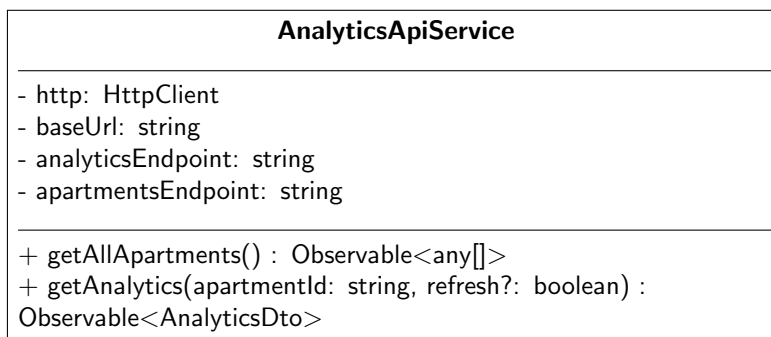 AnalyticsApiService
- http: HttpClient
- baseUrl: string
- analyticsEndpoint: string
- apartmentsEndpoint: string
+ getAllApartments() : Observable<any[]>
+ getAnalytics(apartmentId: string, refresh?: boolean) :
Observable<AnalyticsDto>